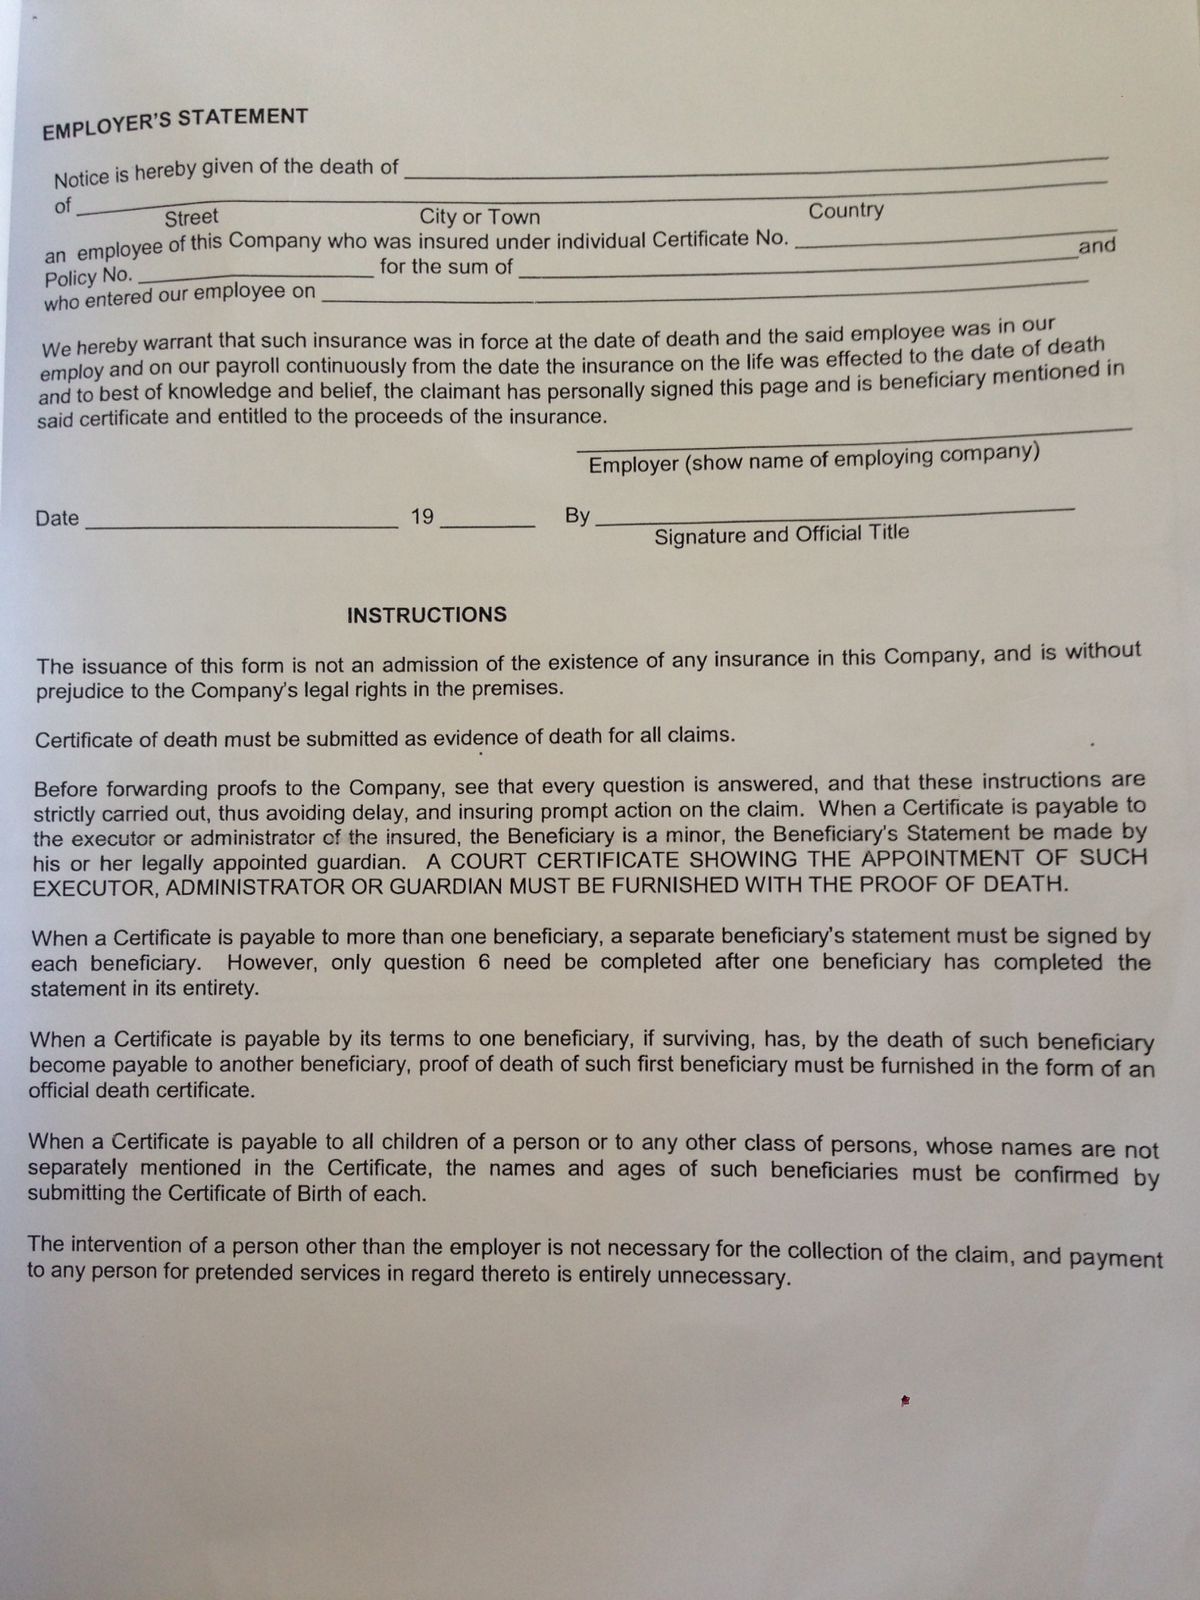 EMPLOYER'S STATEMENT
Notice is hereby given of the death of
of
Street City or Town Country
an employee of this Company who was insured under individual Certificate No.
Policy No. for the sum of and
who entered our employee on
We hereby warrant that such insurance was in force at the date of death and the said employee was in our
employ and on our payroll continuously from the date the insurance on the life was effected to the date of death
and to best of knowledge and belief, the claimant has personally signed this page and is beneficiary mentioned in
said certificate and entitled to the proceeds of the insurance.
Employer (show name of employing company)
Date 19 By
Signature and Official Title
INSTRUCTIONS
The issuance of this form is not an admission of the existence of any insurance in this Company, and is without
prejudice to the Company's legal rights in the premises.
Certificate of death must be submitted as evidence of death for all claims.
Before forwarding proofs to the Company, see that every question is answered, and that these instructions are
strictly carried out, thus avoiding delay, and insuring prompt action on the claim. When a Certificate is payable to
the executor or administrator of the insured, the Beneficiary is a minor, the Beneficiary's Statement be made by
his or her legally appointed guardian. A COURT CERTIFICATE SHOWING THE APPOINTMENT OF SUCH
EXECUTOR, ADMINISTRATOR OR GUARDIAN MUST BE FURNISHED WITH THE PROOF OF DEATH.
When a Certificate is payable to more than one beneficiary, a separate beneficiary's statement must be signed by
each beneficiary. However, only question 6 need be completed after one beneficiary has completed the
statement in its entirety.
When a Certificate is payable by its terms to one beneficiary, if surviving, has, by the death of such beneficiary
become payable to another beneficiary, proof of death of such first beneficiary must be furnished in the form of an
official death certificate.
When a Certificate is payable to all children of a person or to any other class of persons, whose names are not
separately mentioned in the Certificate, the names and ages of such beneficiaries must be confirmed by
submitting the Certificate of Birth of each.
The intervention of a person other than the employer is not necessary for the collection of the claim, and payment
to any person for pretended services in regard thereto is entirely unnecessary.